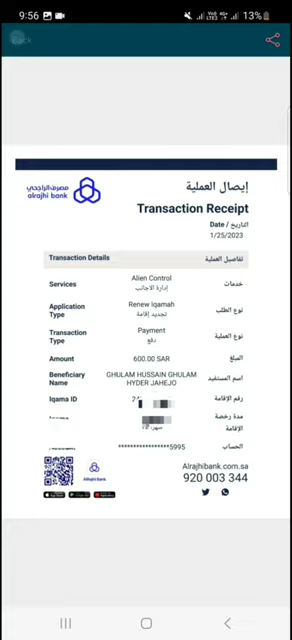 9:56
13%
Back
مصرف الراجحي
alrajhi bank
إيصال العملية
Transaction Receipt
Date / التاريخ
1/25/2023
Transaction Details
تفاصيل العملية
Services
Alien Control
إدارة الاجانب
خدمات
Application Type
Renew Iqamah
تجديد إقامة
نوع الطلب
Transaction Type
Payment
دفع
نوع العملية
Amount
600.00 SAR
المبلغ
Beneficiary Name
GHULAM HUSSAIN GHULAM
HYDER JAHEJO
اسم المستفيد
Iqama ID
رقم الإقامة
مدة رخصة
الإقامة
*****************5995
الحساب
AlRajhi Bank
Alrajhibank.com.sa
920 003 344